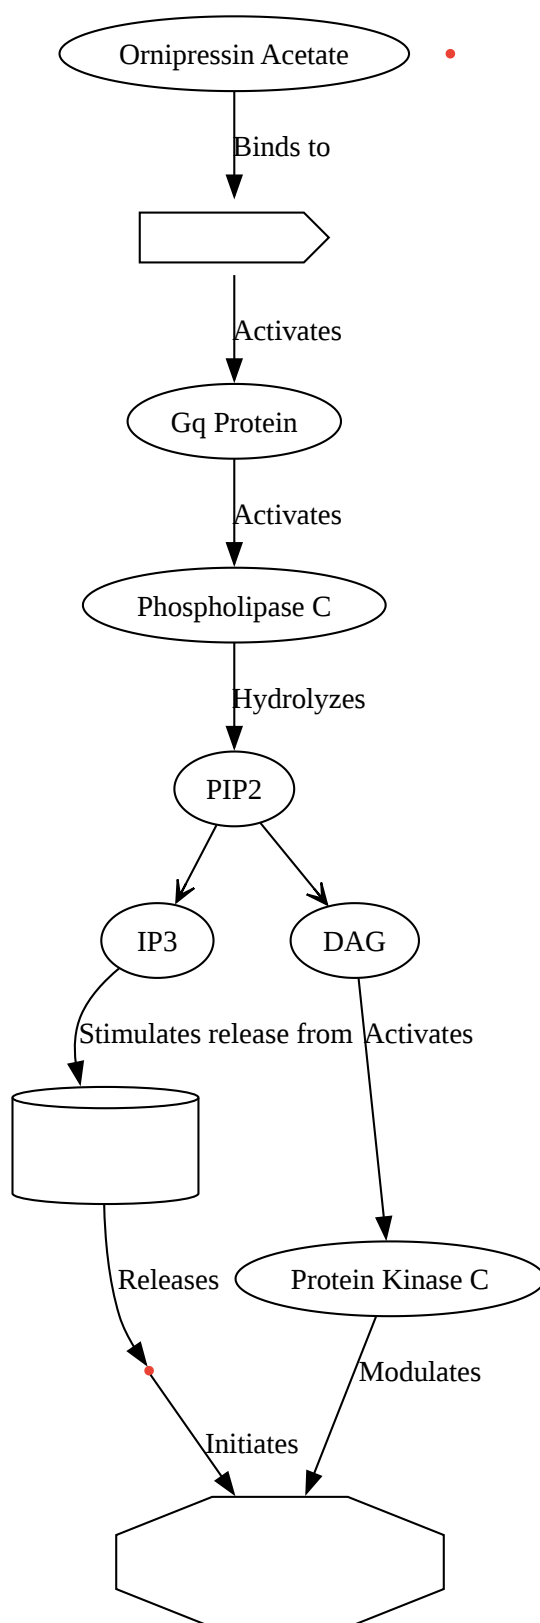 Ornipressin Acetate
Binds to
Activates
Gq Protein
Activates
Phospholipase C
Hydrolyzes
PIP2
IP3
DAG
Stimulates release from
Activates
Releases
Protein Kinase C
Modulates
Initiates